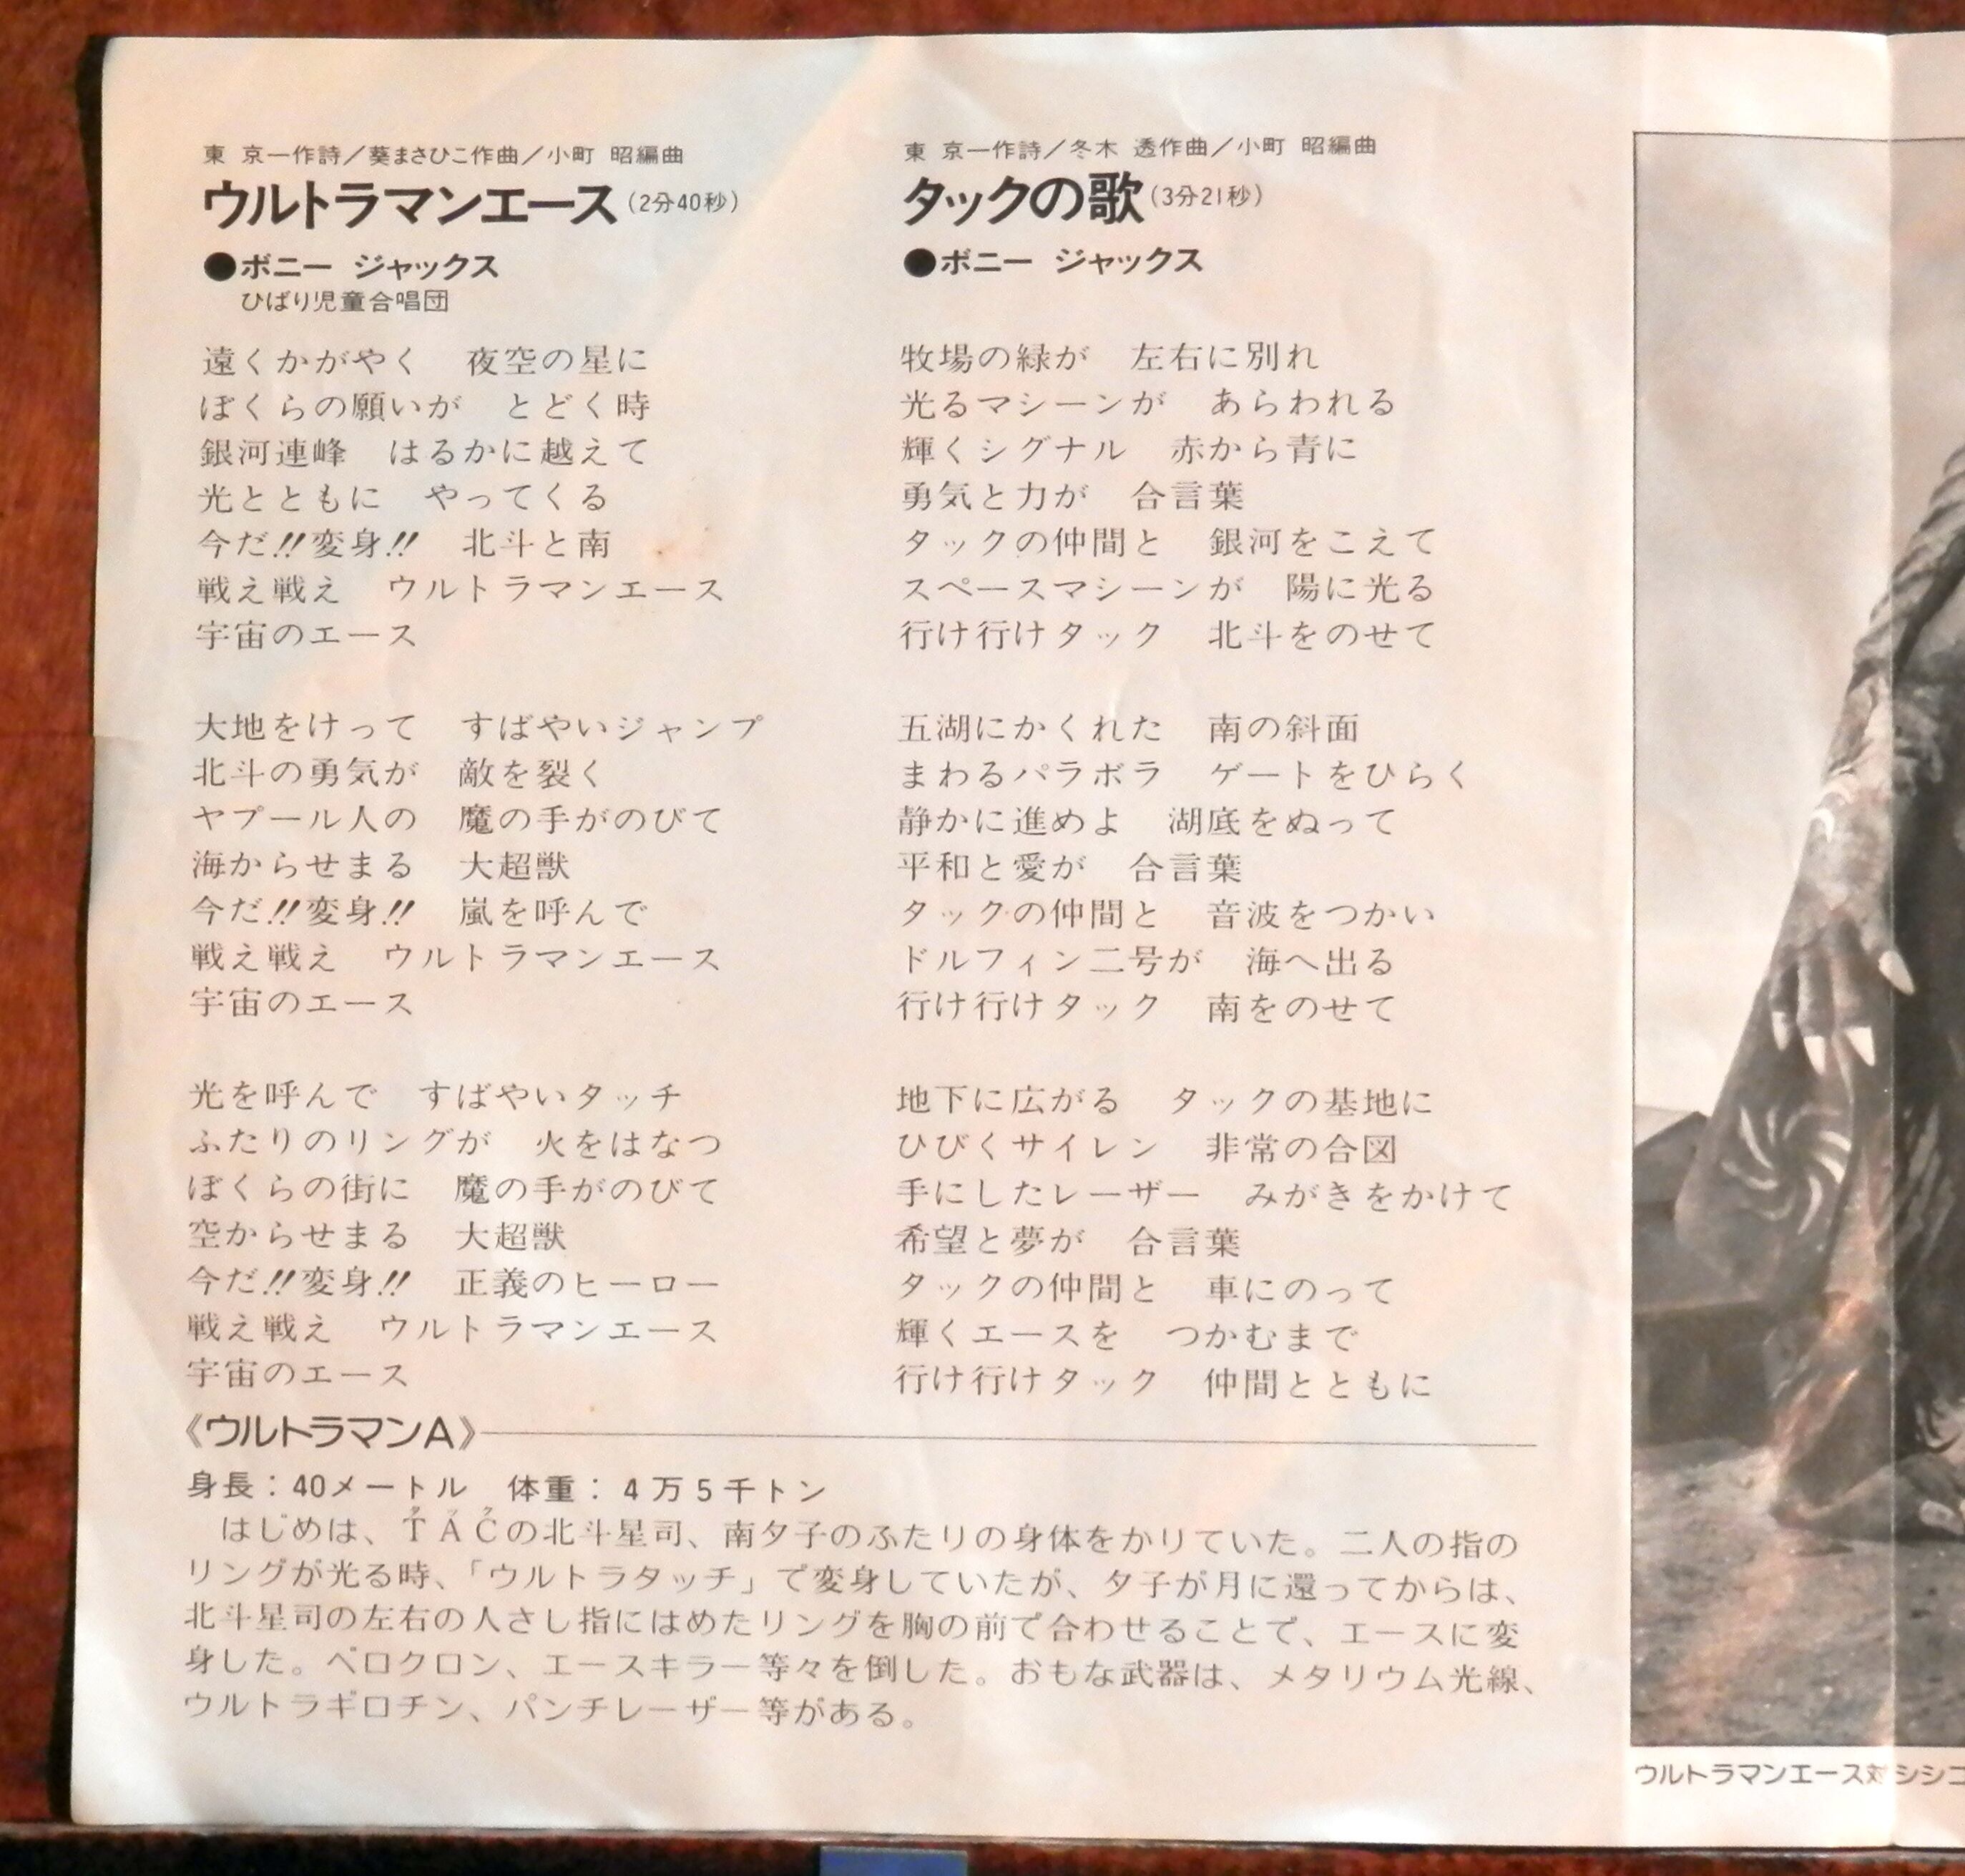 東 京一作詩／葵まさひこ作曲／小町 昭編曲
ウルトラマンエース(2分40秒)
●ボニー ジャックス
ひばり児童合唱団
遠くかがやく　夜空の星に
ぼくらの願いが　とどく時
銀河連峰　はるかに越えて
光とともに　やってくる
今だ!!変身!!　北斗と南
戦え戦え　ウルトラマンエース
宇宙のエース
大地をけって　すばやいジャンプ
北斗の勇気が　敵を裂く
ヤプール人の　魔の手がのびて
海からせまる　大超獣
今だ!!変身!!　嵐を呼んで
戦え戦え　ウルトラマンエース
宇宙のエース
光を呼んで　すばやいタッチ
ふたりのリングが　火をはなつ
ぼくらの街に　魔の手がのびて
空からせまる　大超獣
今だ!!変身!!　正義のヒーロー
戦え戦え　ウルトラマンエース
宇宙のエース
東 京一作詩／冬木 透作曲／小町 昭編曲
タックの歌(3分21秒)
●ボニー ジャックス
牧場の緑が　左右に別れ
光るマシーンが　あらわれる
輝くシグナル　赤から青に
勇気と力が　合言葉
タックの仲間と　銀河をこえて
スペースマシーンが　陽に光る
行け行けタック　北斗をのせて
五湖にかくれた　南の斜面
まわるパラボラ　ゲートをひらく
静かに進めよ　湖底をぬって
平和と愛が　合言葉
タックの仲間と　音波をつかい
ドルフィン二号が　海へ出る
行け行けタック　南をのせて
地下に広がる　タックの基地に
ひびくサイレン　非常の合図
手にしたレーザー　みがきをかけて
希望と夢が　合言葉
タックの仲間と　車にのって
輝くエースを　つかむまで
行け行けタック　仲間とともに
《ウルトラマンA》
身長：40メートル　体重：4万5千トン
タック
はじめは、TACの北斗星司、南夕子のふたりの身体をかりていた。二人の指の
リングが光る時、「ウルトラタッチ」で変身していたが、夕子が月に還ってからは、
北斗星司の左右の人さし指にはめたリングを胸の前で合わせることで、エースに変
身した。ベロクロン、エースキラー等々を倒した。おもな武器は、メタリウム光線、
ウルトラギロチン、パンチレーザー等がある。
ウルトラマンエース対シシコ